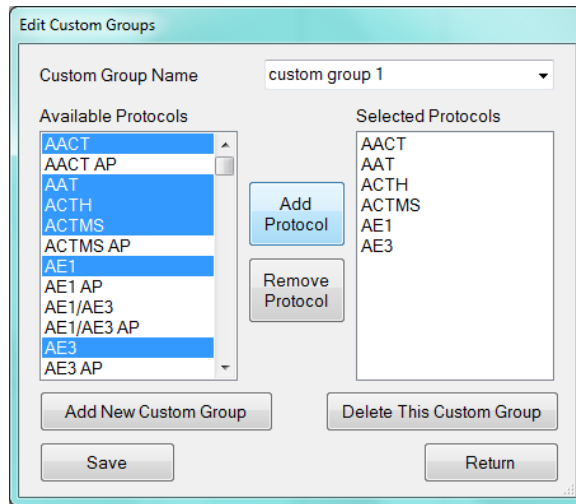 Edit Custom Groups
Custom Group Name
custom group 1
Available Protocols
AACT
AACT AP
AAT
ACTH
ACTMS
ACTMS AP
AE1
AE1 AP
AE1/AE3
AE1/AE3 AP
AE3
AE3 AP
Add
Protocol
Remove
Protocol
Selected Protocols
AACT
AAT
ACTH
ACTMS
AE1
AE3
Add New Custom Group
Delete This Custom Group
Save
Return